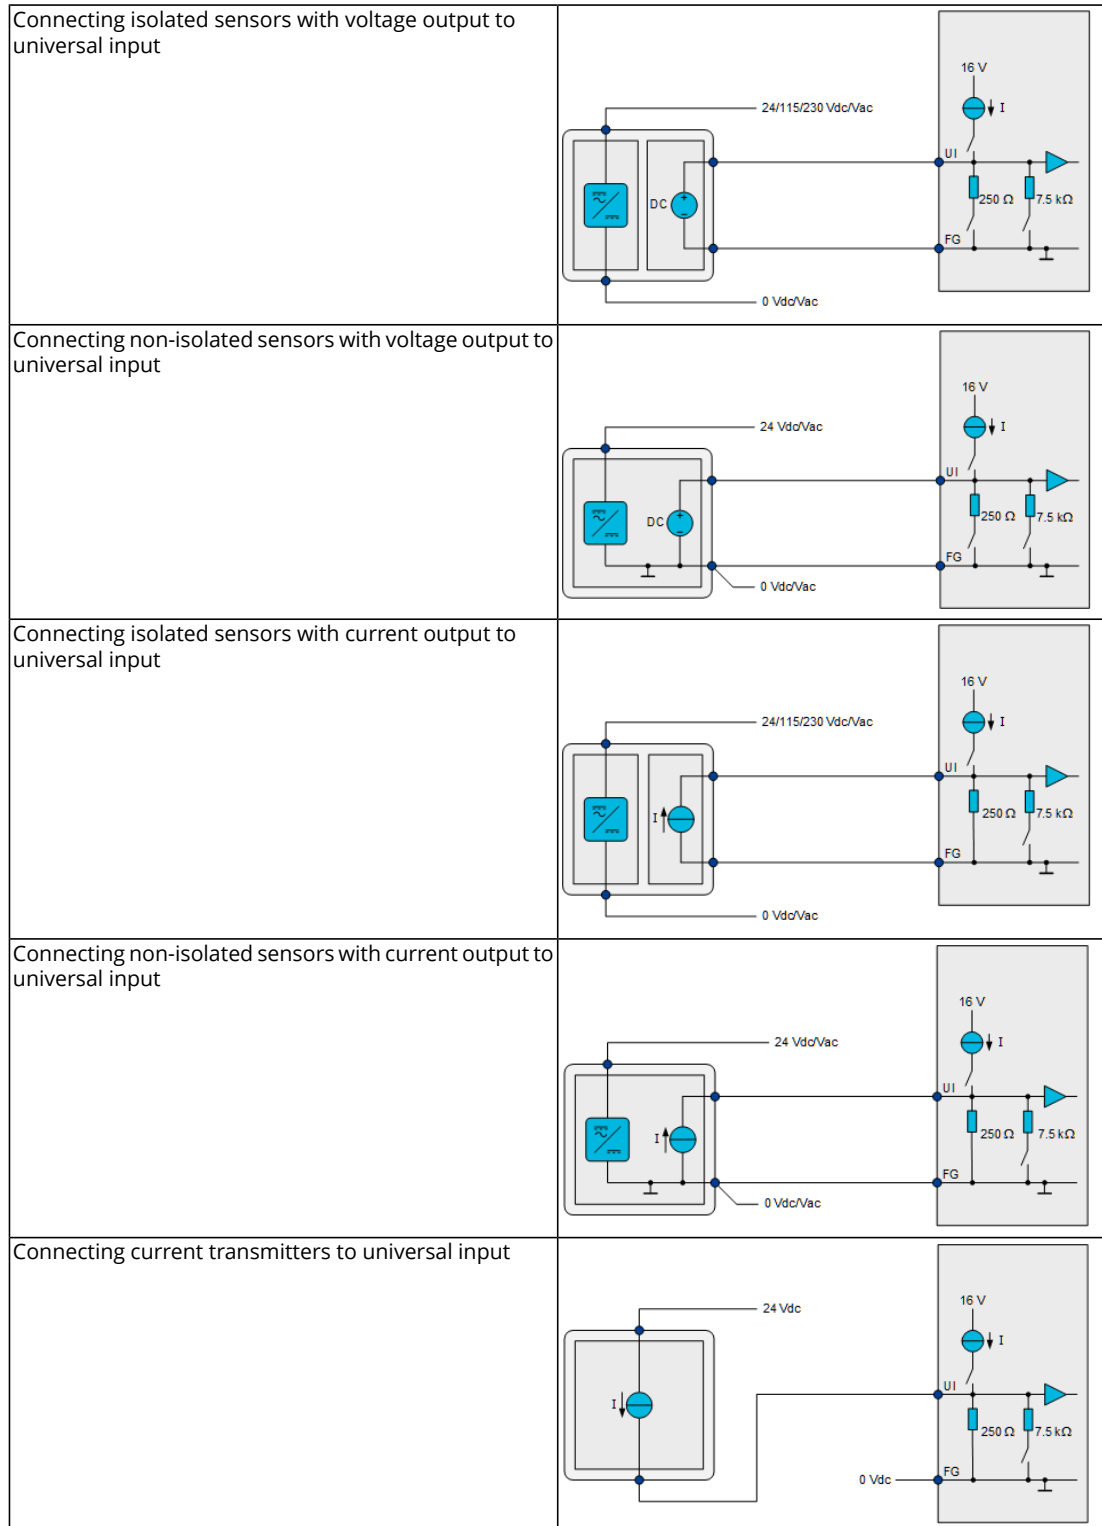 Connecting isolated sensors with voltage output to
universal input
16 V
24/115/230 Vdc/Vac
I
UI
DC
+
250 Ω
7.5 kΩ
−
FG
0 Vdc/Vac
Connecting non-isolated sensors with voltage output to
universal input
16 V
24 Vdc/Vac
I
UI
DC
+
250 Ω
7.5 kΩ
−
FG
0 Vdc/Vac
Connecting isolated sensors with current output to
universal input
16 V
24/115/230 Vdc/Vac
I
UI
I
250 Ω
7.5 kΩ
FG
0 Vdc/Vac
Connecting non-isolated sensors with current output to
universal input
16 V
24 Vdc/Vac
I
UI
I
250 Ω
7.5 kΩ
FG
0 Vdc/Vac
Connecting current transmitters to universal input
16 V
24 Vdc
I
UI
I
250 Ω
7.5 kΩ
FG
0 Vdc